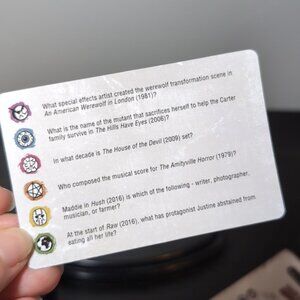 What special effects artist created the werewolf transformation scene in
An American Werewolf in London (1981)?
What is the name of the mutant that sacrifices herself to help the Carter
family survive in The Hills Have Eyes (2006)?
In what decade is The House of the Devil (2009) set?
Who composed the musical score for The Amityville Horror (1979)?
Maddie in Hush (2016) is which of the following - writer, photographer,
musician, or farmer?
At the start of Raw (2016), what has protagonist Justine abstained from
eating all her life?